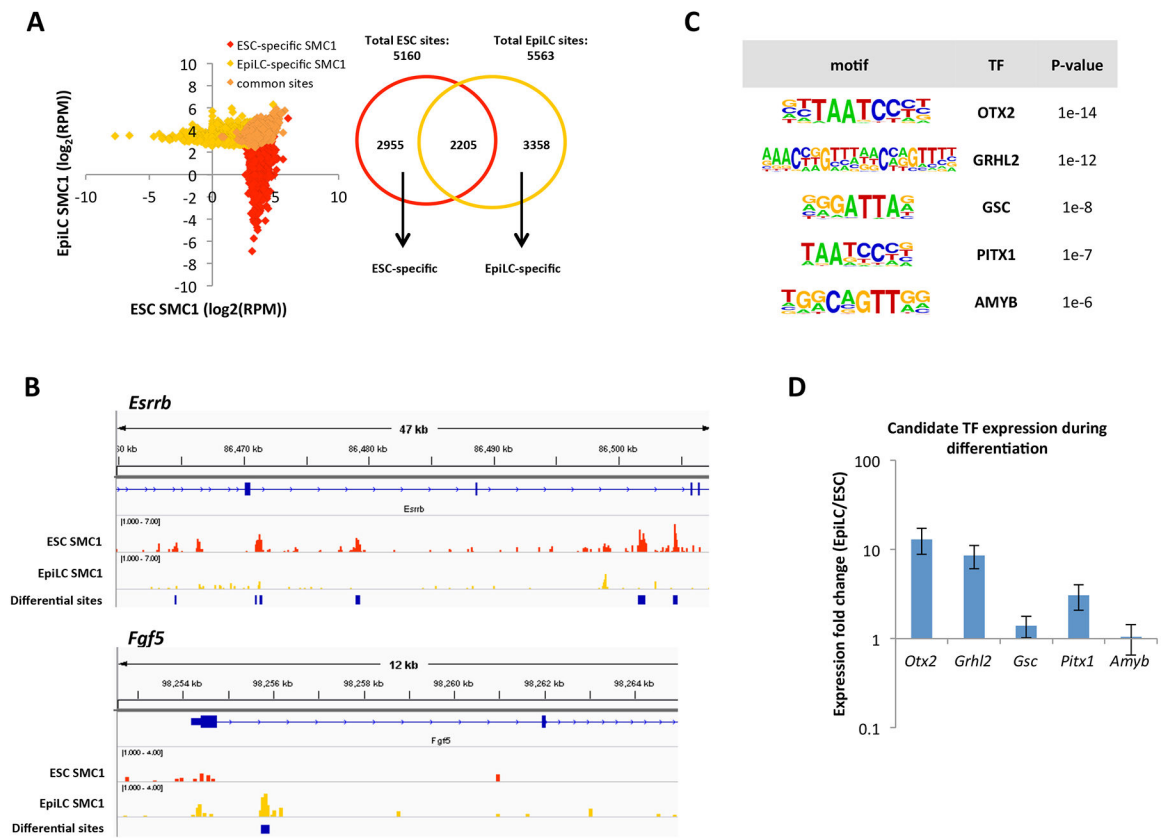 A
ESC-specific SMC1
EpiLC-specific SMC1
common sites
EpiLC SMC1 (log2(RPM))
10
8
6
4
2
0
-2
-4
-6
-8
-10
-10
-5
0
5
10
ESC SMC1 (log2(RPM))
Total ESC sites:
5160
Total EpiLC sites:
5563
2955
2205
3358
ESC-specific
EpiLC-specific
B
Esrrb
47 kb
60 kb
86,470 kb
86,480 kb
86,490 kb
86,500 kb
Esrrb
[1.000 - 7.00]
ESC SMC1
[1.000 - 7.00]
EpiLC SMC1
Differential sites
Fgf5
12 kb
98,254 kb
98,256 kb
98,258 kb
98,260 kb
98,262 kb
98,264 kb
Fgf5
[1.000 - 4.00]
ESC SMC1
[1.000 - 4.00]
EpiLC SMC1
Differential sites
C
motif TF P-value
OTX2 1e-14
GRHL2 1e-12
GSC 1e-8
PITX1 1e-7
AMYB 1e-6
D
Candidate TF expression during
differentiation
Expression fold change (EpiLC/ESC)
100
10
1
0.1
Otx2 Grhl2 Gsc Pitx1 Amyb